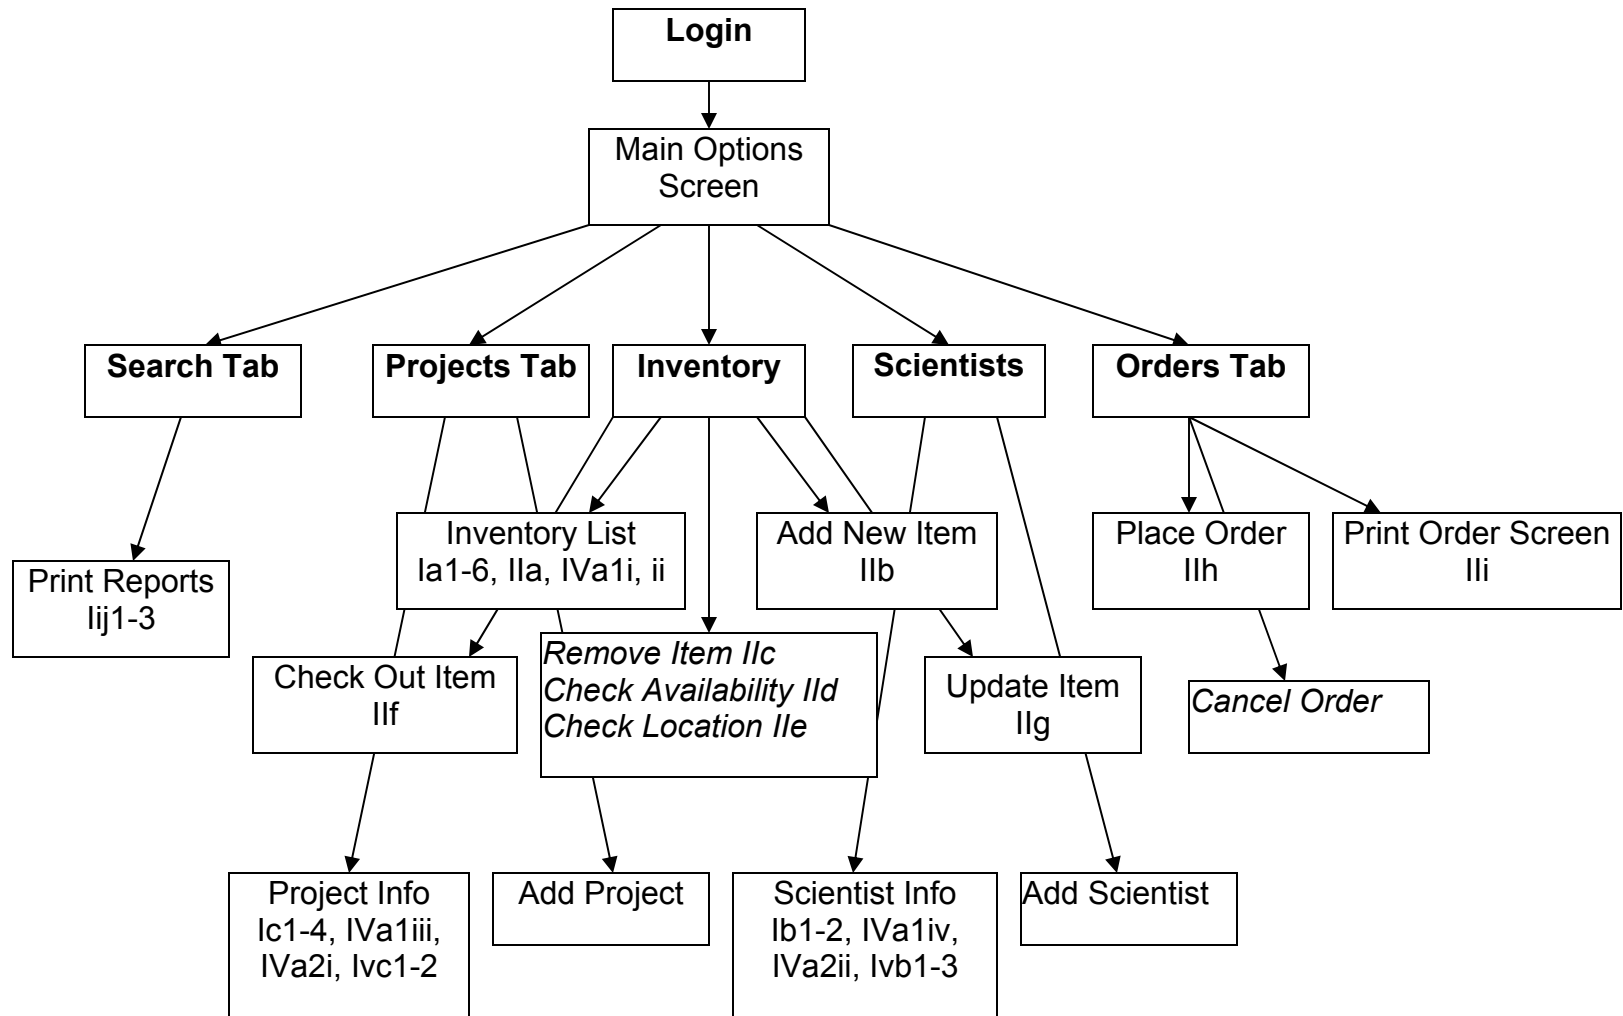 Login
Main Options
Screen
Search Tab
Projects Tab
Inventory
Scientists
Orders Tab
Inventory List
Ia1-6, IIa, IVa1i, ii
Add New Item
IIb
Place Order
IIh
Print Order Screen
IIi
Print Reports
Iij1-3
Check Out Item
IIf
Remove Item IIc
Check Availability IId
Check Location IIe
Update Item
IIg
Cancel Order
Project Info
Ic1-4, IVa1iii,
IVa2i, Ivc1-2
Add Project
Scientist Info
Ib1-2, IVa1iv,
IVa2ii, Ivb1-3
Add Scientist